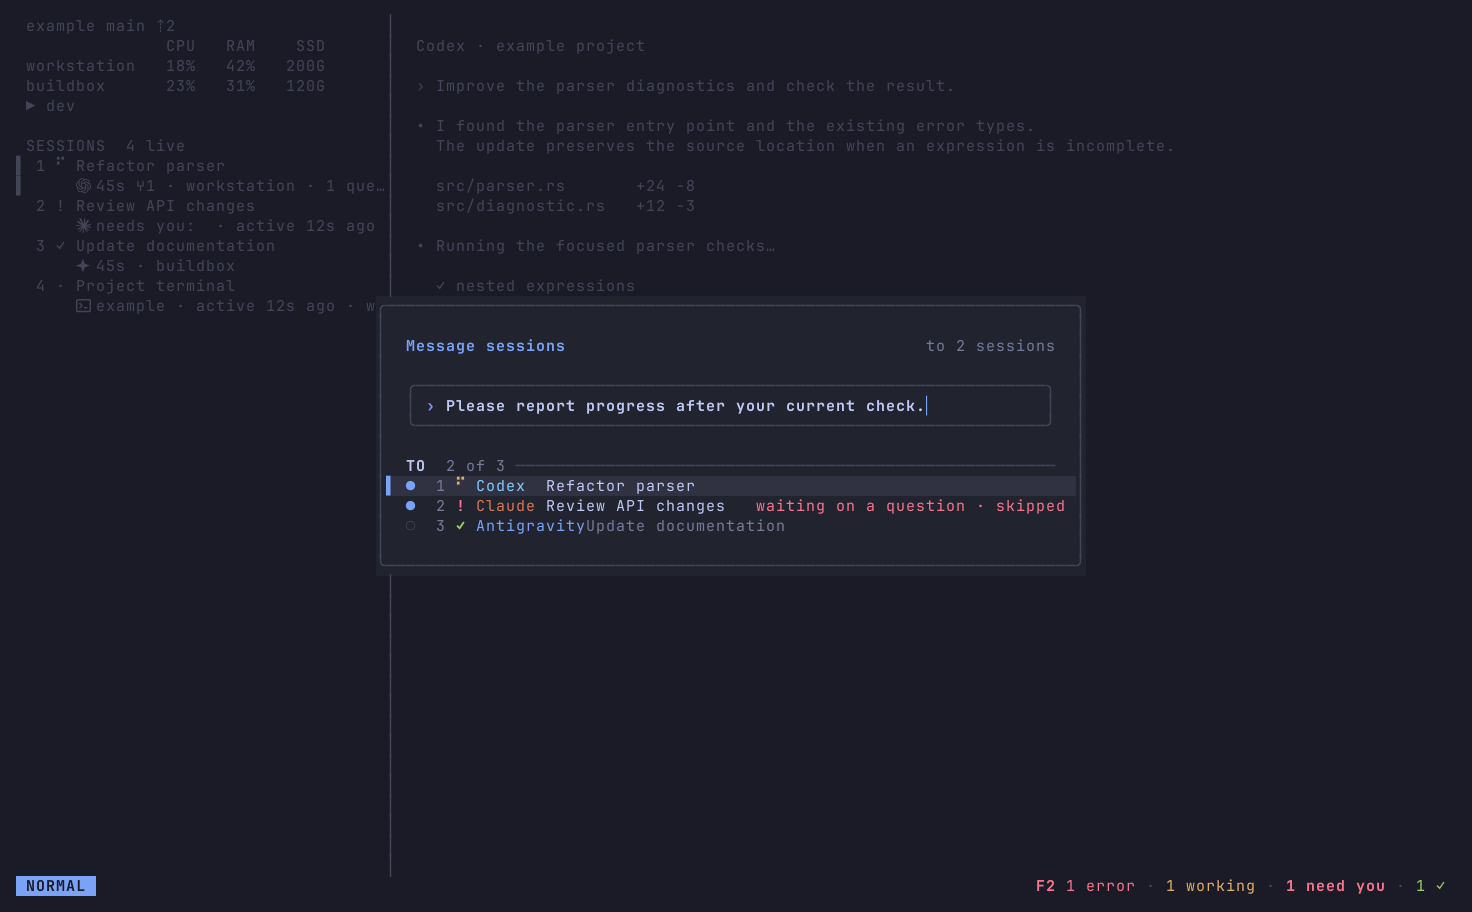 example main ↑2
CPU RAM SSD
workstation 18% 42% 200G
buildbox 23% 31% 120G
▶ dev
SESSIONS 4 live
1 Refactor parser
45s Ψ1 · workstation · 1 que…
2 ! Review API changes
needs you: · active 12s ago
3 ✓ Update documentation
45s · buildbox
4 · Project terminal
example · active 12s ago · w
Codex · example project
› Improve the parser diagnostics and check the result.
• I found the parser entry point and the existing error types.
The update preserves the source location when an expression is incomplete.
src/parser.rs +24 -8
src/diagnostic.rs +12 -3
• Running the focused parser checks…
✓ nested expressions
Message sessions to 2 sessions
› Please report progress after your current check.
TO 2 of 3
● 1 Codex Refactor parser
● 2 ! Claude Review API changes waiting on a question · skipped
○ 3 ✓ AntigravityUpdate documentation
NORMAL F2 1 error · 1 working · 1 need you · 1 ✓